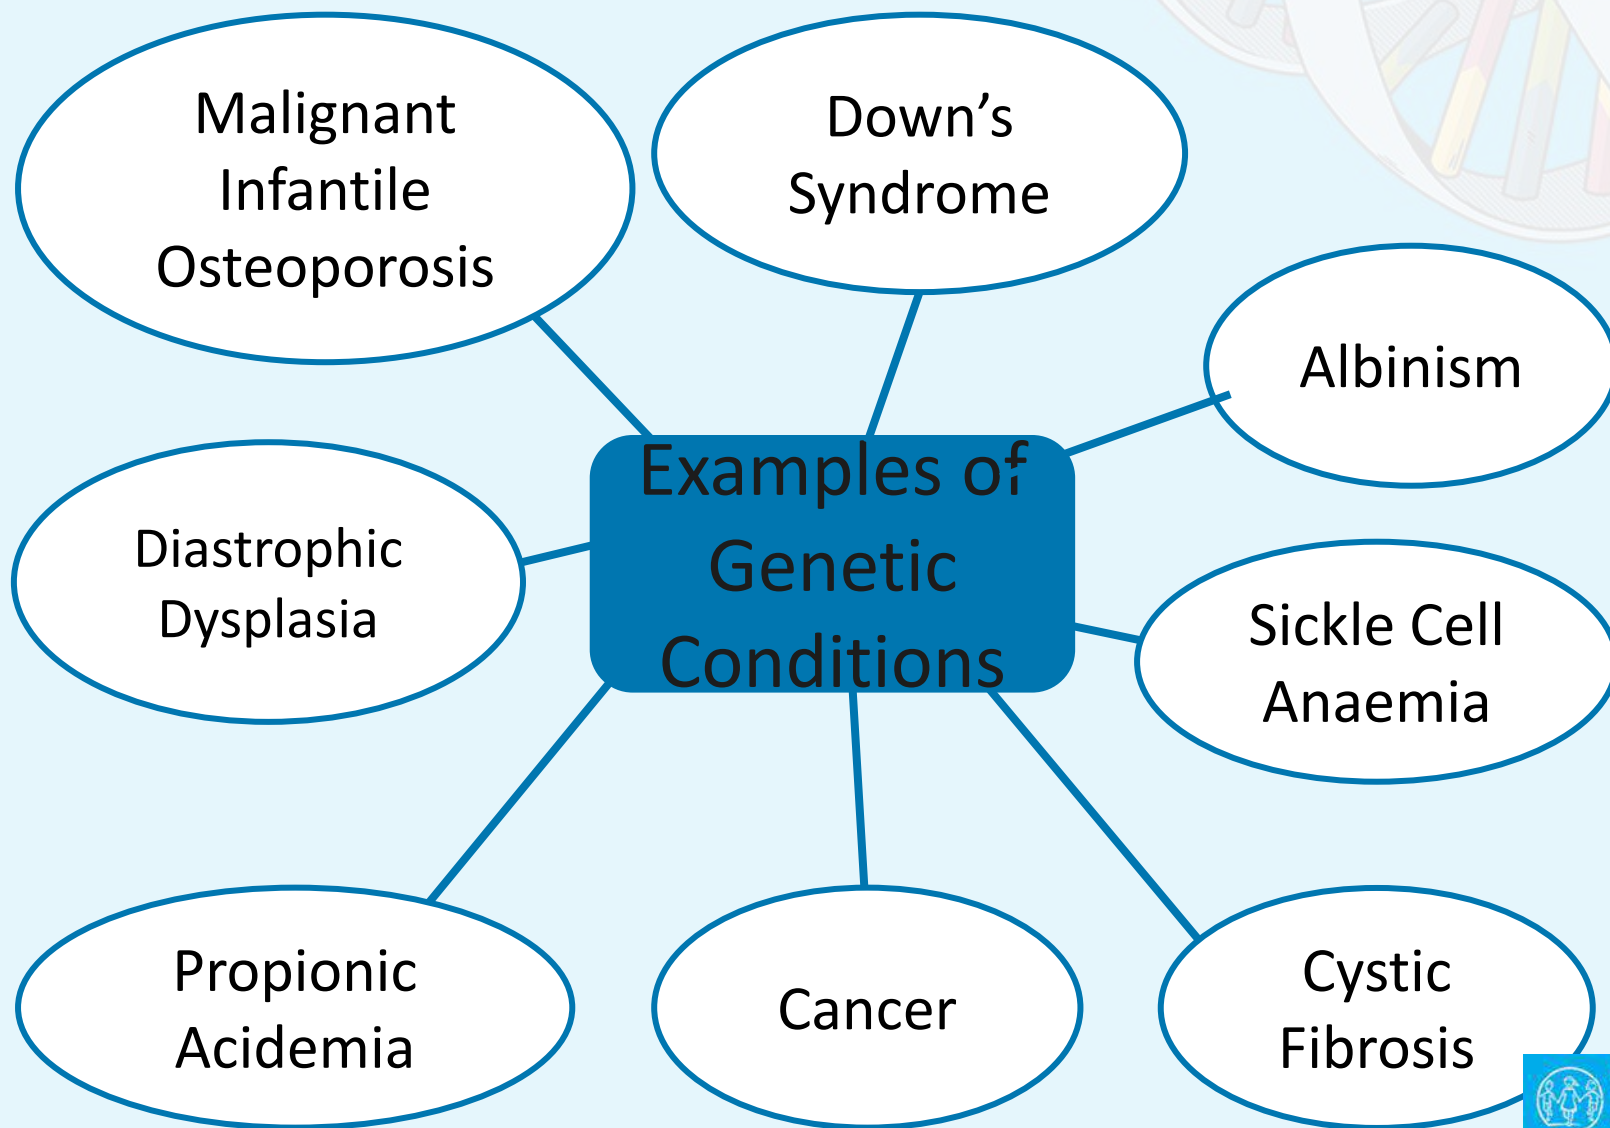 Malignant
Infantile
Osteoporosis
Down’s
Syndrome
Albinism
Examples of
Genetic
Conditions
Diastrophic
Dysplasia
Sickle Cell
Anaemia
Propionic
Acidemia
Cancer
Cystic
Fibrosis